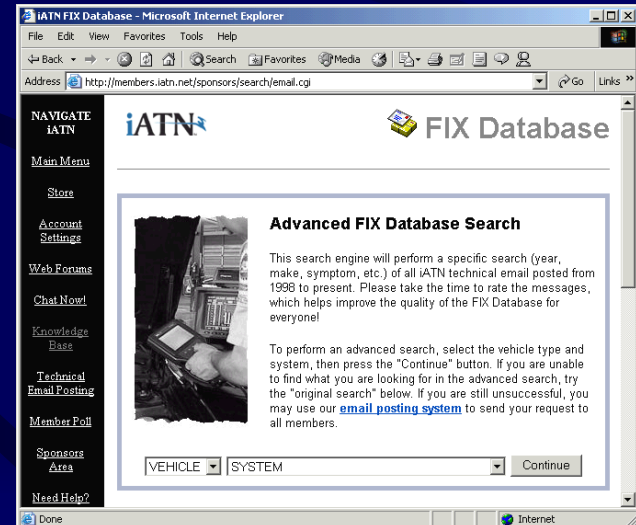 iATN FIX Database - Microsoft Internet Explorer
File Edit View Favorites Tools Help
Back Search Favorites Media
Address http://members.iatn.net/sponsors/search/email.cgi Go Links »
NAVIGATE
iATN
Main Menu
Store
Account
Settings
Web Forums
Chat Now!
Knowledge
Base
Technical
Email Posting
Member Poll
Sponsors
Area
Need Help?
iATN
FIX Database
Advanced FIX Database Search
This search engine will perform a specific search (year,
make, symptom, etc.) of all iATN technical email posted from
1998 to present. Please take the time to rate the messages,
which helps improve the quality of the FIX Database for
everyone!
To perform an advanced search, select the vehicle type and
system, then press the "Continue" button. If you are unable
to find what you are looking for in the advanced search, try
the "original search" below. If you are still unsuccessful, you
may use our email posting system to send your request to
all members.
VEHICLE SYSTEM Continue
Done Internet